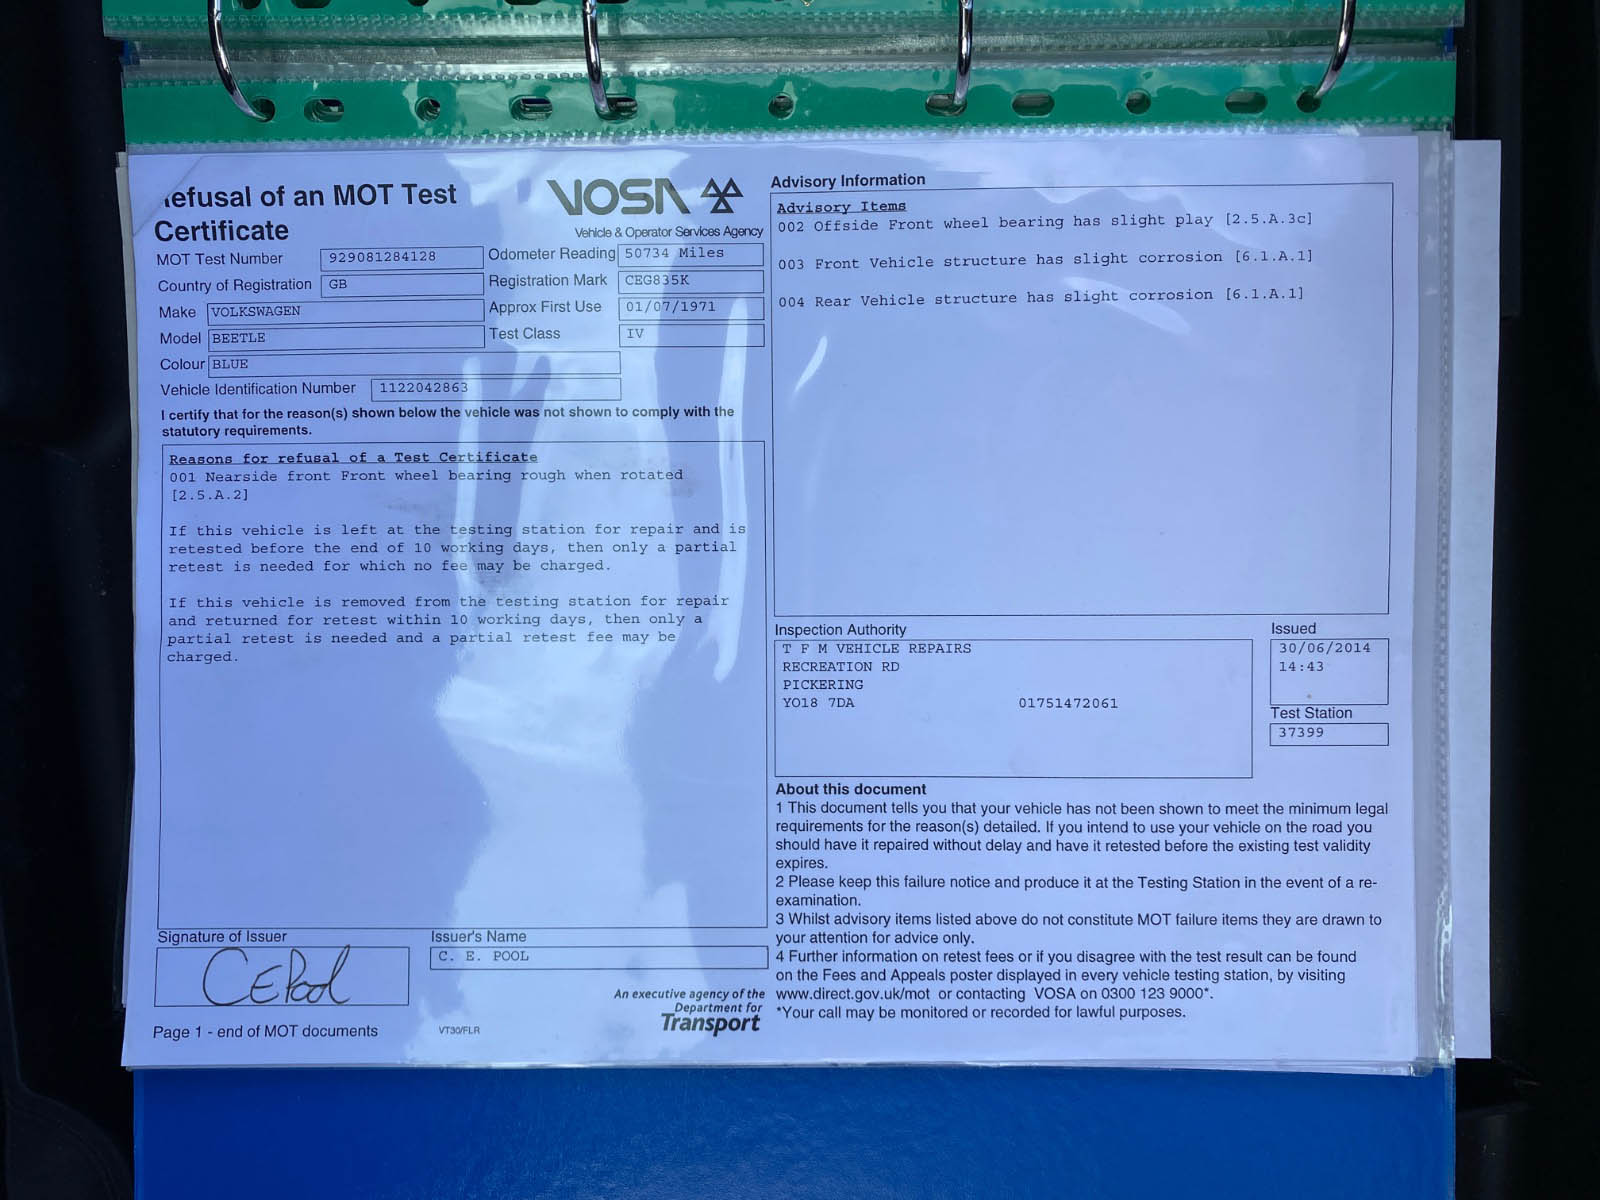 Refusal of an MOT Test
Certificate
VOSA
Vehicle & Operator Services Agency
MOT Test Number 929081284128
Odometer Reading 50734 Miles
Country of Registration GB
Registration Mark CEG835K
Make VOLKSWAGEN
Approx First Use 01/07/1971
Model BEETLE
Test Class IV
Colour BLUE
Vehicle Identification Number 1122042863
I certify that for the reason(s) shown below the vehicle was not shown to comply with the
statutory requirements.
Reasons for refusal of a Test Certificate
001 Nearside front Front wheel bearing rough when rotated
[2.5.A.2]
If this vehicle is left at the testing station for repair and is
retested before the end of 10 working days, then only a partial
retest is needed for which no fee may be charged.
If this vehicle is removed from the testing station for repair
and returned for retest within 10 working days, then only a
partial retest is needed and a partial retest fee may be
charged.
Signature of Issuer
CEPool
Issuer's Name
C. E. POOL
An executive agency of the
Department for
Transport
Page 1 - end of MOT documents
VT30/FLR
Advisory Information
Advisory Items
002 Offside Front wheel bearing has slight play [2.5.A.3c]
003 Front Vehicle structure has slight corrosion [6.1.A.1]
004 Rear Vehicle structure has slight corrosion [6.1.A.1]
Inspection Authority
T F M VEHICLE REPAIRS
RECREATION RD
PICKERING
YO18 7DA 01751472061
Issued
30/06/2014
14:43
Test Station
37399
About this document
1 This document tells you that your vehicle has not been shown to meet the minimum legal
requirements for the reason(s) detailed. If you intend to use your vehicle on the road you
should have it repaired without delay and have it retested before the existing test validity
expires.
2 Please keep this failure notice and produce it at the Testing Station in the event of a re-
examination.
3 Whilst advisory items listed above do not constitute MOT failure items they are drawn to
your attention for advice only.
4 Further information on retest fees or if you disagree with the test result can be found
on the Fees and Appeals poster displayed in every vehicle testing station, by visiting
www.direct.gov.uk/mot or contacting VOSA on 0300 123 9000*.
*Your call may be monitored or recorded for lawful purposes.